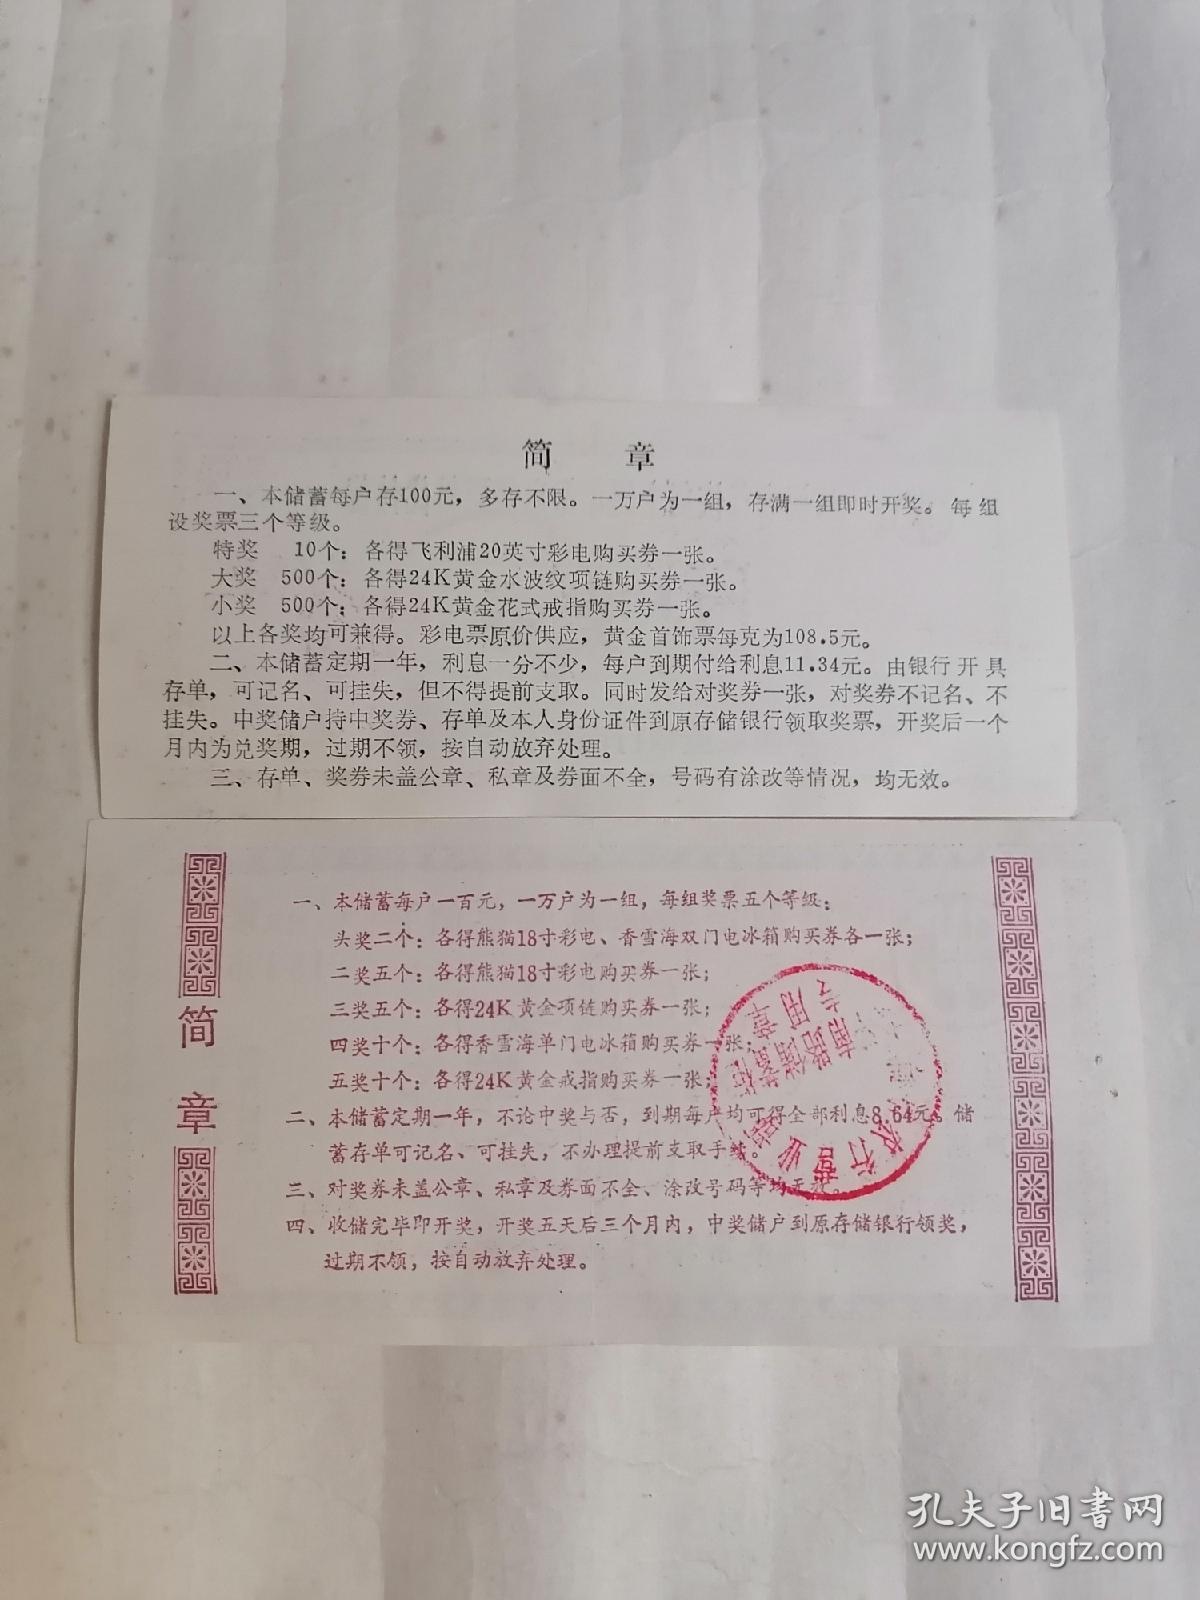 简 章
一、本储蓄每户存100元，多存不限。一万户为一组，存满一组即时开奖。每组
设奖票三个等级。
特奖 10个：各得飞利浦20英寸彩电购买券一张。
大奖 500个：各得24K黄金水波纹项链购买券一张。
小奖 500个：各得24K黄金花式戒指购买券一张。
以上各奖均可兼得。彩电票原价供应，黄金首饰票每克为108.5元。
二、本储蓄定期一年，利息一分不少，每户到期付给利息11.34元。由银行开具
存单，可记名、可挂失，但不得提前支取。同时发给对奖券一张，对奖券不记名、不
挂失。中奖储户持中奖券、存单及本人身份证件到原存储银行领取奖票，开奖后一个
月内为兑奖期，过期不领，按自动放弃处理。
三、存单、奖券未盖公章、私章及券面不全，号码有涂改等情况，均无效。
简章
一、本储蓄每户一百元，一万户为一组，每组奖票五个等级：
头奖二个：各得熊猫18寸彩电、香雪海双门电冰箱购买券各一张；
二奖五个：各得熊猫18寸彩电购买券一张；
三奖五个：各得24K黄金项链购买券一张；
四奖十个：各得香雪海单门电冰箱购买券一张；
五奖十个：各得24K黄金戒指购买券一张；
二、本储蓄定期一年，不论中奖与否，到期每户均可得全部利息8.64元。储
蓄存单可记名、可挂失，不办理提前支取手续。
三、对奖券未盖公章、私章及券面不全、涂改号码等均无效。
四、收储完毕即开奖，开奖五天后三个月内，中奖储户到原存储银行领奖，
过期不领，按自动放弃处理。
南路储蓄柜
专用章
孔夫子旧书网
www.kongfz.com